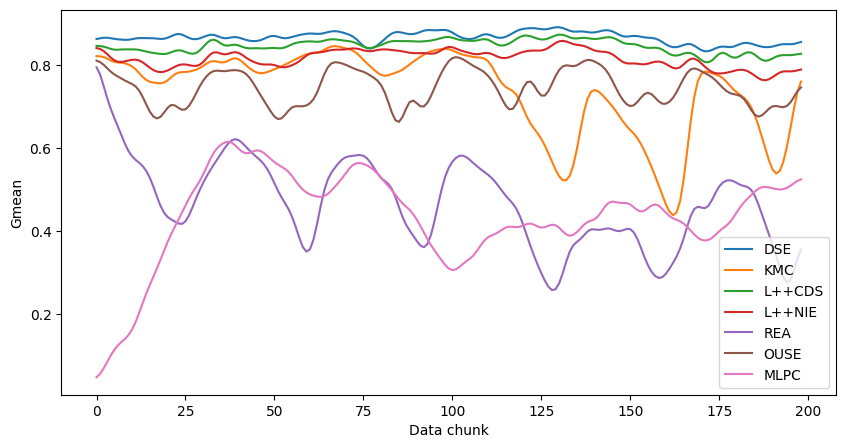 Gmean
0.8
0.6
0.4
0.2
0
25
50
75
100
125
150
175
200
Data chunk
DSE
KMC
L++CDS
L++NIE
REA
OUSE
MLPC